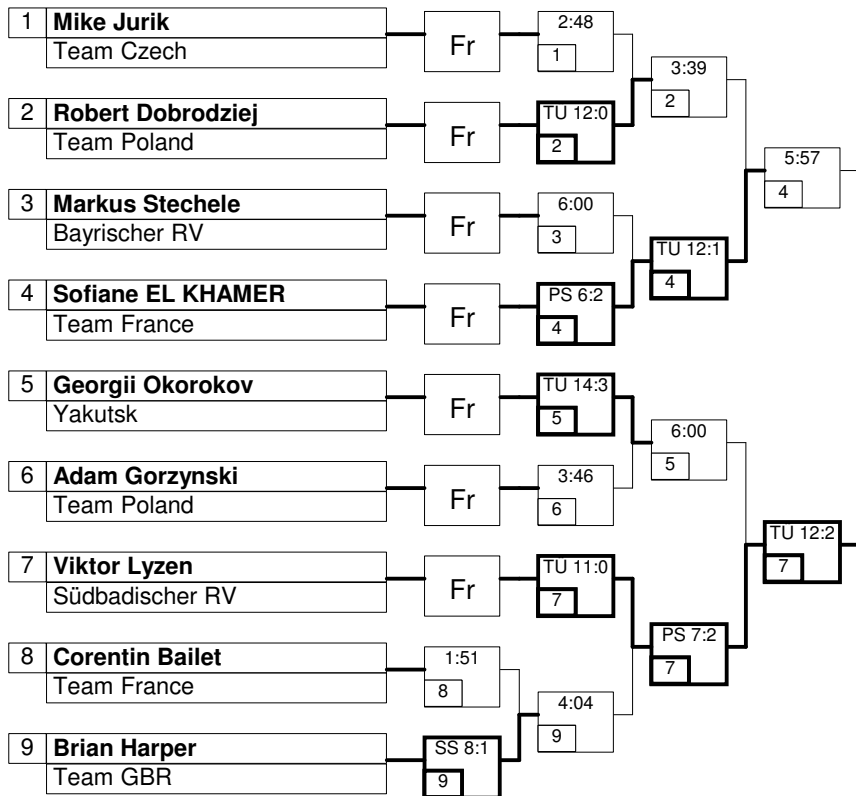 1 Mike Jurik
Team Czech
Fr
2:48
1
3:39
2
2 Robert Dobrodziej
Team Poland
Fr
TU 12:0
2
5:57
4
3 Markus Stechele
Bayrischer RV
Fr
6:00
3
TU 12:1
4
4 Sofiane EL KHAMER
Team France
Fr
PS 6:2
4
5 Georgii Okorokov
Yakutsk
Fr
TU 14:3
5
6:00
5
6 Adam Gorzynski
Team Poland
Fr
3:46
6
TU 12:2
7
7 Viktor Lyzen
Südbadischer RV
Fr
TU 11:0
7
PS 7:2
7
8 Corentin Bailet
Team France
1:51
8
4:04
9
9 Brian Harper
Team GBR
SS 8:1
9